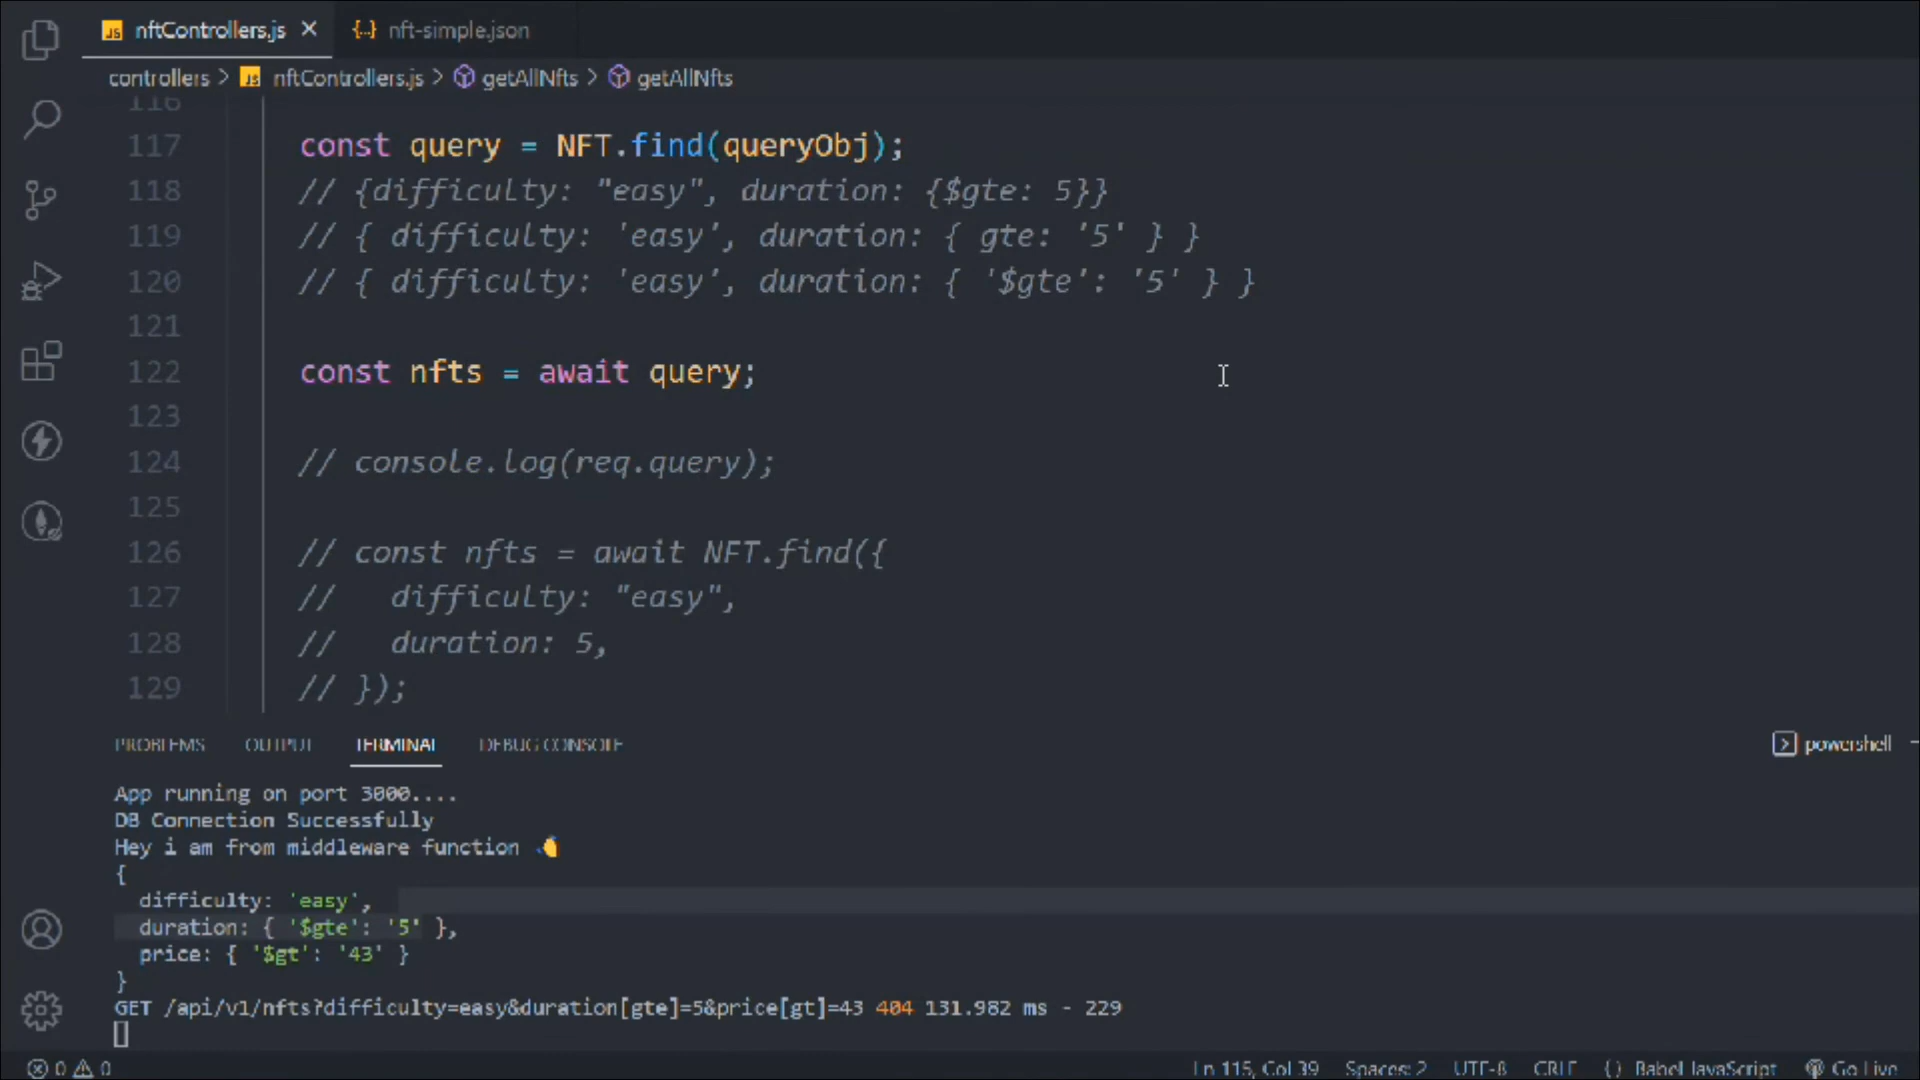 nftControllers.js
nft-simple.json
controllers > nftControllers.js > getAllNfts > getAllNfts
116
117 const query = NFT.find(queryObj);
118 // {difficulty: "easy", duration: {$gte: 5}}
119 // { difficulty: 'easy', duration: { gte: '5' } }
120 // { difficulty: 'easy', duration: { '$gte': '5' } }
121
122 const nfts = await query;
123
124 // console.log(req.query);
125
126 // const nfts = await NFT.find({
127 //   difficulty: "easy",
128 //   duration: 5,
129 // });
PROBLEMS OUTPUT TERMINAL DEBUG CONSOLE
powershell
App running on port 3000....
DB Connection Successfully
Hey i am from middleware function
{
difficulty: 'easy',
duration: { '$gte': '5' },
price: { '$gt': '43' }
}
GET /api/v1/nfts?difficulty=easy&duration[gte]=5&price[gt]=43 404 131.982 ms - 229
0 0
Ln 115, Col 39 Spaces: 2 UTF-8 CRLF {} Babel JavaScript Go Live